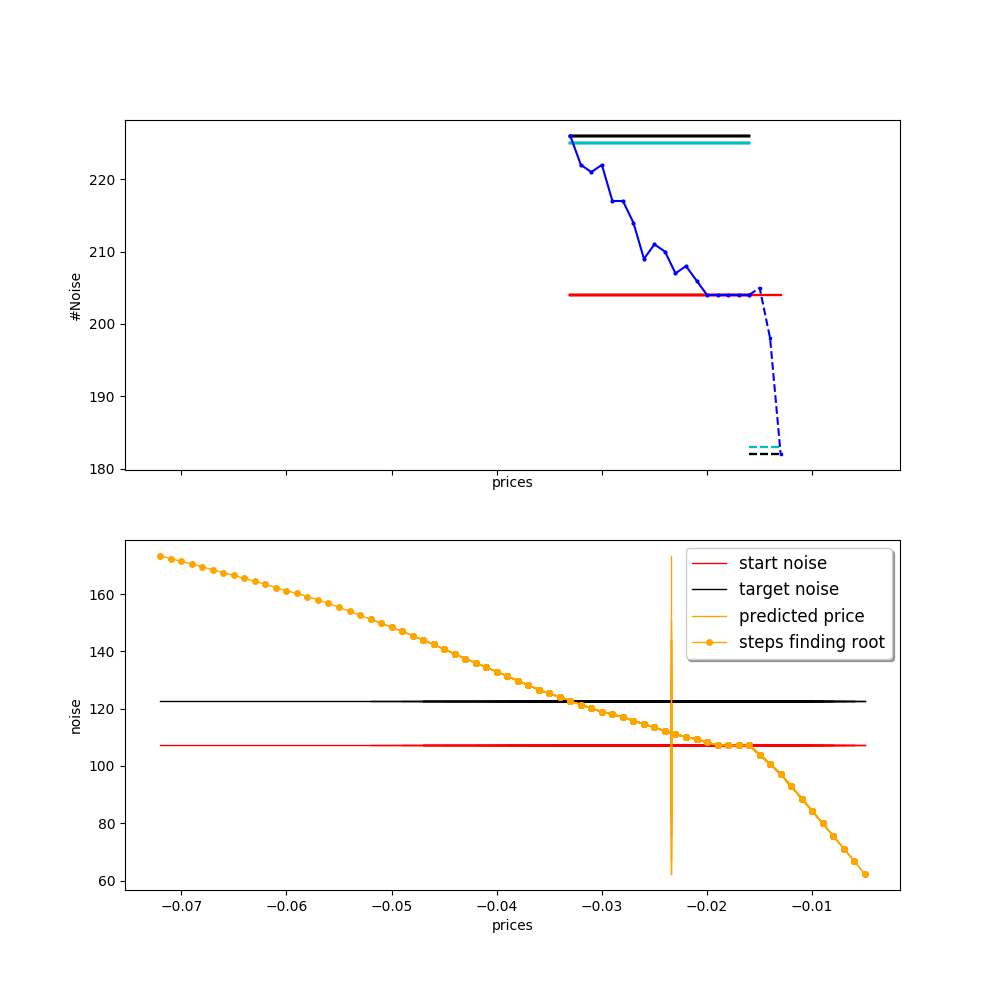 220
210
200
190
180
#Noise
prices
start noise
target noise
predicted price
steps finding root
160
140
120
100
80
60
noise
−0.07 −0.06 −0.05 −0.04 −0.03 −0.02 −0.01
prices